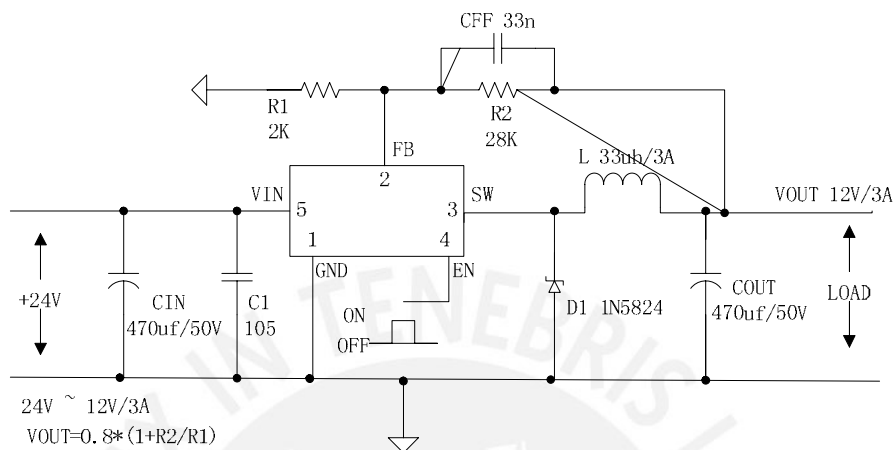 CFF 33n
R1
2K
R2
28K
FB
2
L 33uh/3A
VIN
SW
VOUT 12V/3A
5
3
1
4
GND
EN
+24V
CIN
470uf/50V
C1
105
ON
OFF
D1 1N5824
COUT
470uf/50V
LOAD
24V ~ 12V/3A
VOUT=0.8*(1+R2/R1)
IN TENEBRIS